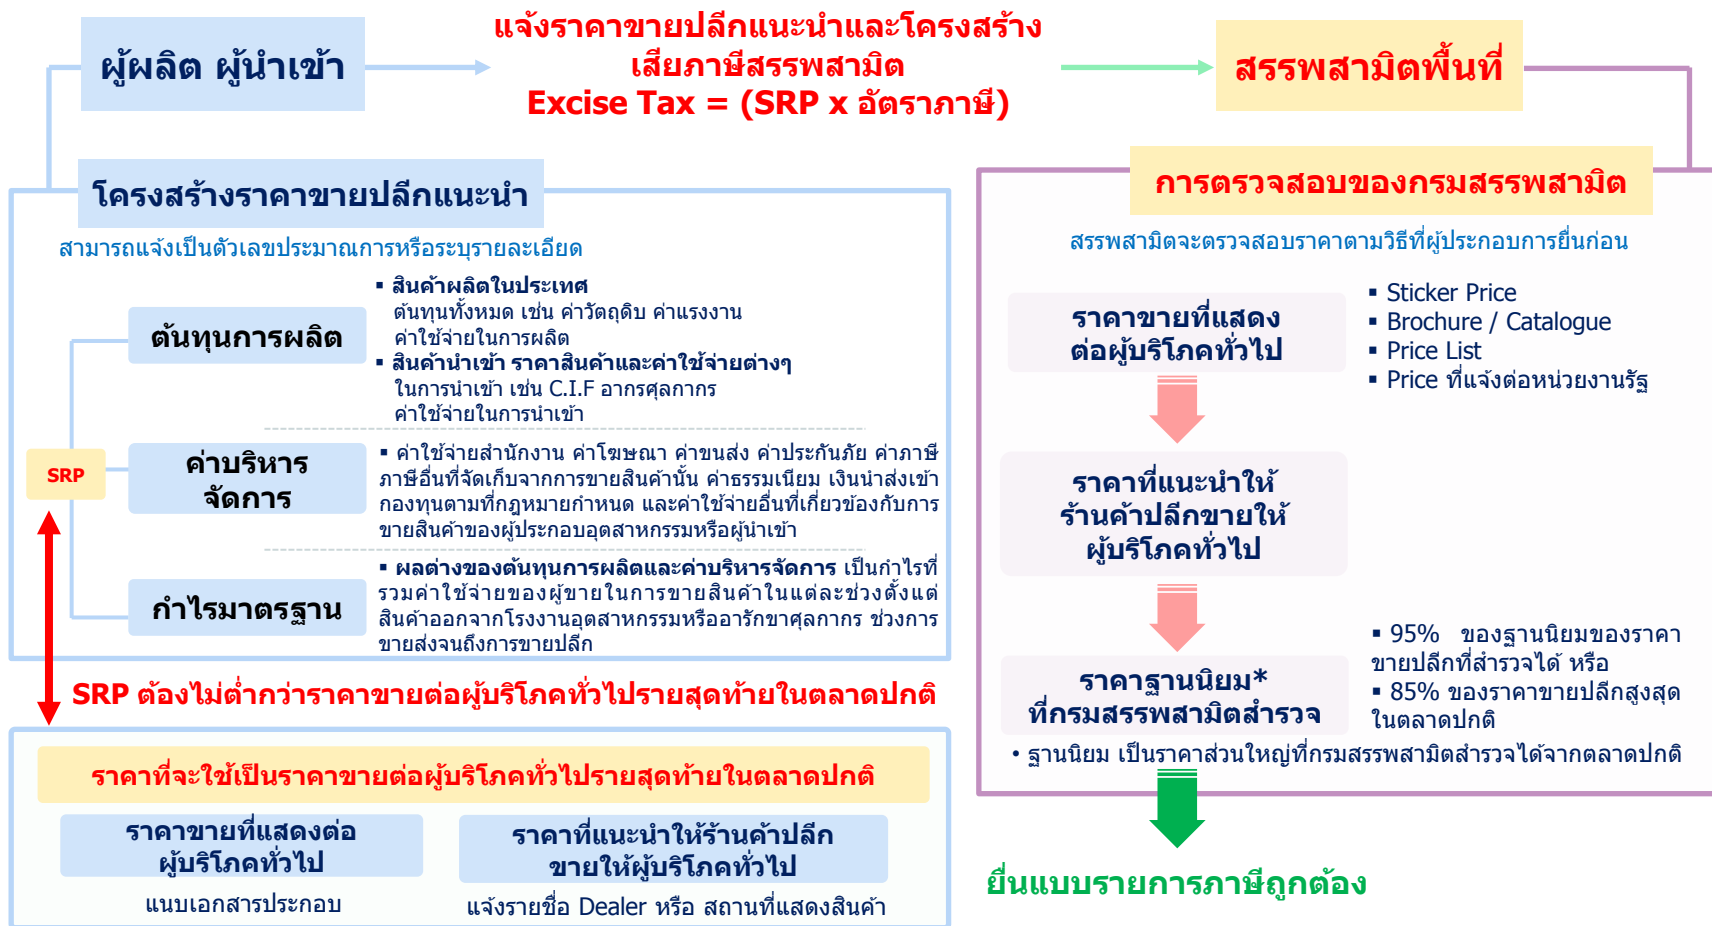 ผู้ผลิต ผู้นำเข้า
แจ้งราคาขายปลีกแนะนำและโครงสร้าง
เสียภาษีสรรพสามิต
Excise Tax = (SRP x อัตราภาษี)
สรรพสามิตพื้นที่
โครงสร้างราคาขายปลีกแนะนำ
สามารถแจ้งเป็นตัวเลขประมาณการหรือระบุรายละเอียด
SRP
ต้นทุนการผลิต
▪ สินค้าผลิตในประเทศ
ต้นทุนทั้งหมด เช่น ค่าวัตถุดิบ ค่าแรงงาน
ค่าใช้จ่ายในการผลิต
▪ สินค้านำเข้า ราคาสินค้าและค่าใช้จ่ายต่างๆ
ในการนำเข้า เช่น C.I.F อากรศุลกากร
ค่าใช้จ่ายในการนำเข้า
ค่าบริหาร
จัดการ
▪ ค่าใช้จ่ายสำนักงาน ค่าโฆษณา ค่าขนส่ง ค่าประกันภัย ค่าภาษี
ภาษีอื่นที่จัดเก็บจากการขายสินค้านั้น ค่าธรรมเนียม เงินนำส่งเข้า
กองทุนตามที่กฎหมายกำหนด และค่าใช้จ่ายอื่นที่เกี่ยวข้องกับการ
ขายสินค้าของผู้ประกอบอุตสาหกรรมหรือผู้นำเข้า
กำไรมาตรฐาน
▪ ผลต่างของต้นทุนการผลิตและค่าบริหารจัดการ เป็นกำไรที่
รวมค่าใช้จ่ายของผู้ขายในการขายสินค้าในแต่ละช่วงตั้งแต่
สินค้าออกจากโรงงานอุตสาหกรรมหรืออารักขาศุลกากร ช่วงการ
ขายส่งจนถึงการขายปลีก
SRP ต้องไม่ต่ำกว่าราคาขายต่อผู้บริโภคทั่วไปรายสุดท้ายในตลาดปกติ
ราคาที่จะใช้เป็นราคาขายต่อผู้บริโภคทั่วไปรายสุดท้ายในตลาดปกติ
ราคาขายที่แสดงต่อ
ผู้บริโภคทั่วไป
แนบเอกสารประกอบ
ราคาที่แนะนำให้ร้านค้าปลีก
ขายให้ผู้บริโภคทั่วไป
แจ้งรายชื่อ Dealer หรือ สถานที่แสดงสินค้า
การตรวจสอบของกรมสรรพสามิต
สรรพสามิตจะตรวจสอบราคาตามวิธีที่ผู้ประกอบการยื่นก่อน
ราคาขายที่แสดง
ต่อผู้บริโภคทั่วไป
▪ Sticker Price
▪ Brochure / Catalogue
▪ Price List
▪ Price ที่แจ้งต่อหน่วยงานรัฐ
ราคาที่แนะนำให้
ร้านค้าปลีกขายให้
ผู้บริโภคทั่วไป
ราคาฐานนิยม*
ที่กรมสรรพสามิตสำรวจ
▪ 95% ของฐานนิยมของราคา
ขายปลีกที่สำรวจได้ หรือ
▪ 85% ของราคาขายปลีกสูงสุด
ในตลาดปกติ
• ฐานนิยม เป็นราคาส่วนใหญ่ที่กรมสรรพสามิตสำรวจได้จากตลาดปกติ
ยื่นแบบรายการภาษีถูกต้อง